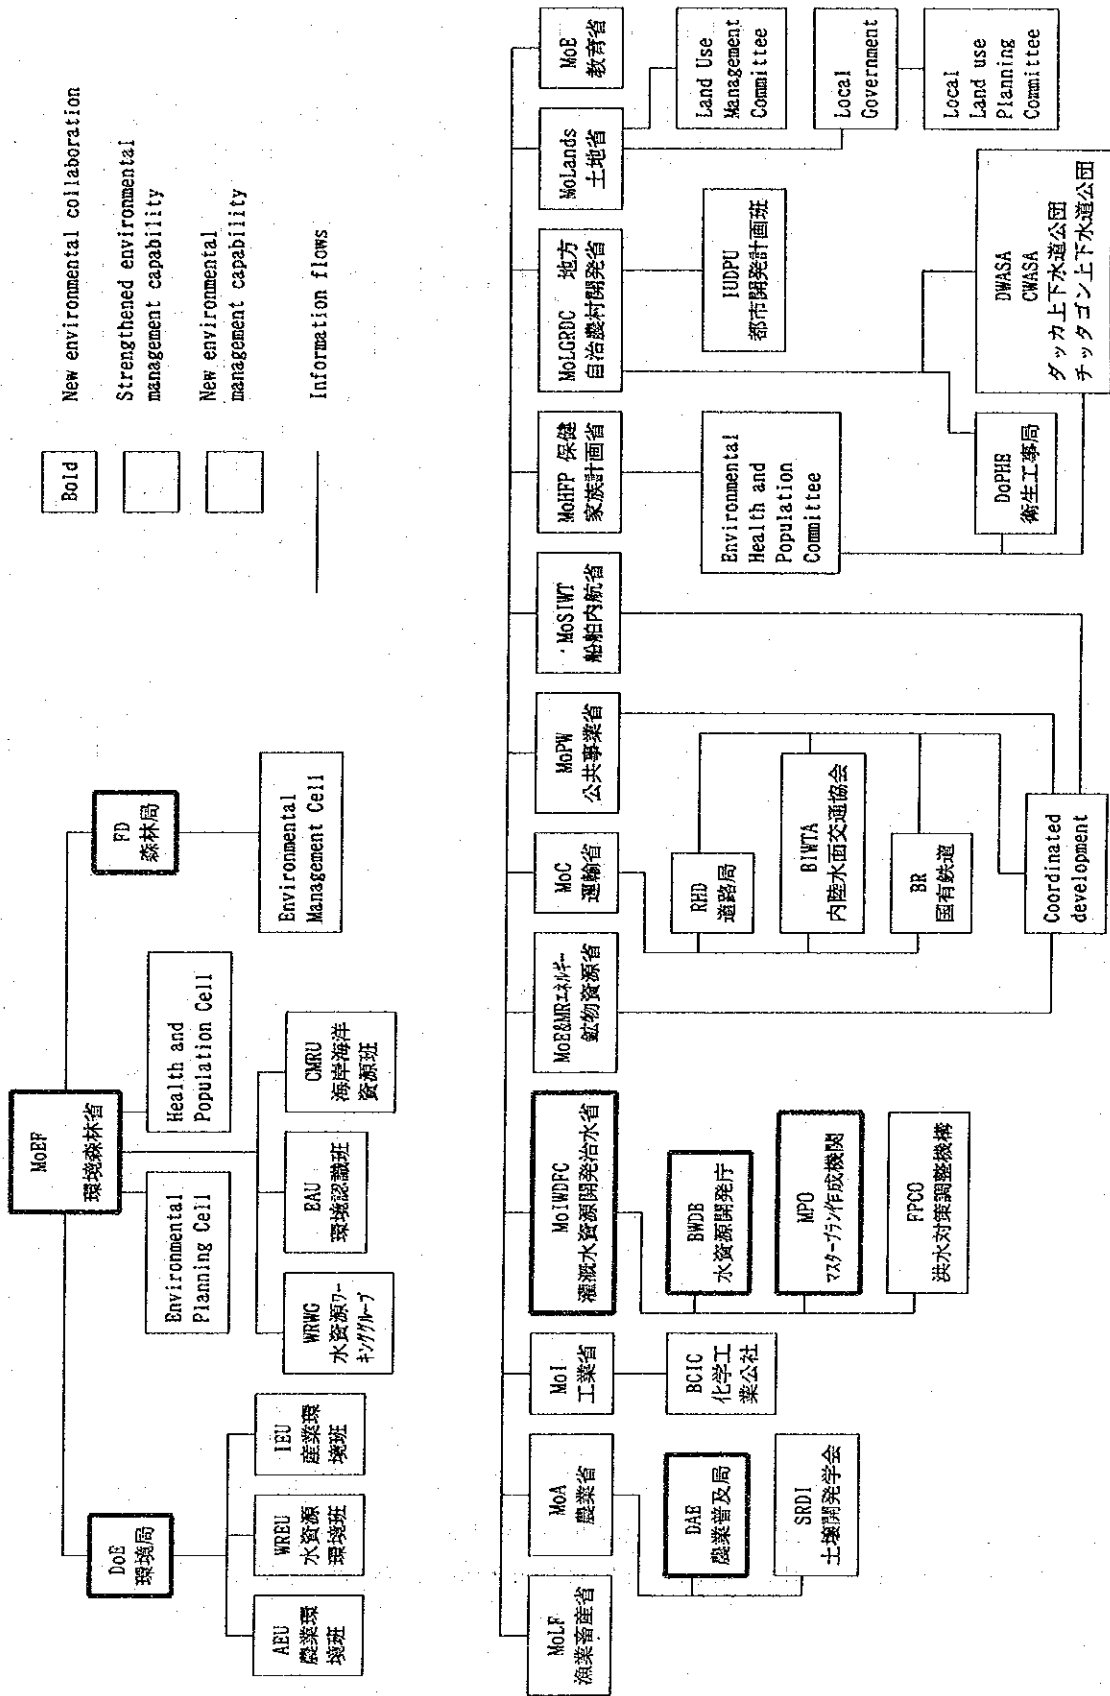 MoEF
環境森林省
DoE
環境局
Environmental
Planning Cell
Health and
Population Cell
FD
森林局
AEU
農業環
境班
WREU
水資源
環境班
IEU
産業環
境班
WRWG
水資源ワー
キンググループ
EAU
環境認識班
CMRU
海岸海洋
資源班
Environmental
Management Cell
Bold
New environmental collaboration
Strengthened environmental
management capability
New environmental
management capability
Information flows
MoLF
漁業畜産省
MoA
農業省
MoI
工業省
MoIWDFC
灌漑水資源開発治水省
MoE&MRエネルギー
鉱物資源省
MoC
運輸省
MoPW
公共事業省
MoSIWT
船舶内航省
MoHFP 保健
家族計画省
MoLGRDC 地方
自治農村開発省
MoLands
土地省
MoE
教育省
DAE
農業普及局
SRDI
土壌開発学会
BCIC
化学工
業公社
BWDB
水資源開発庁
MPO
マスタープラン作成機関
FPCO
洪水対策調整機構
RHD
道路局
BIWTA
内陸水面交通協会
BR
国有鉄道
Coordinated
development
Environmental
Health and
Population
Committee
DoPHE
衛生工事局
IUDPU
都市開発計画班
DWASA
CWASA
ダッカ上下水道公団
チッタゴン上下水道公団
Land Use
Management
Committee
Local
Government
Local
Land use
Planning
Committee